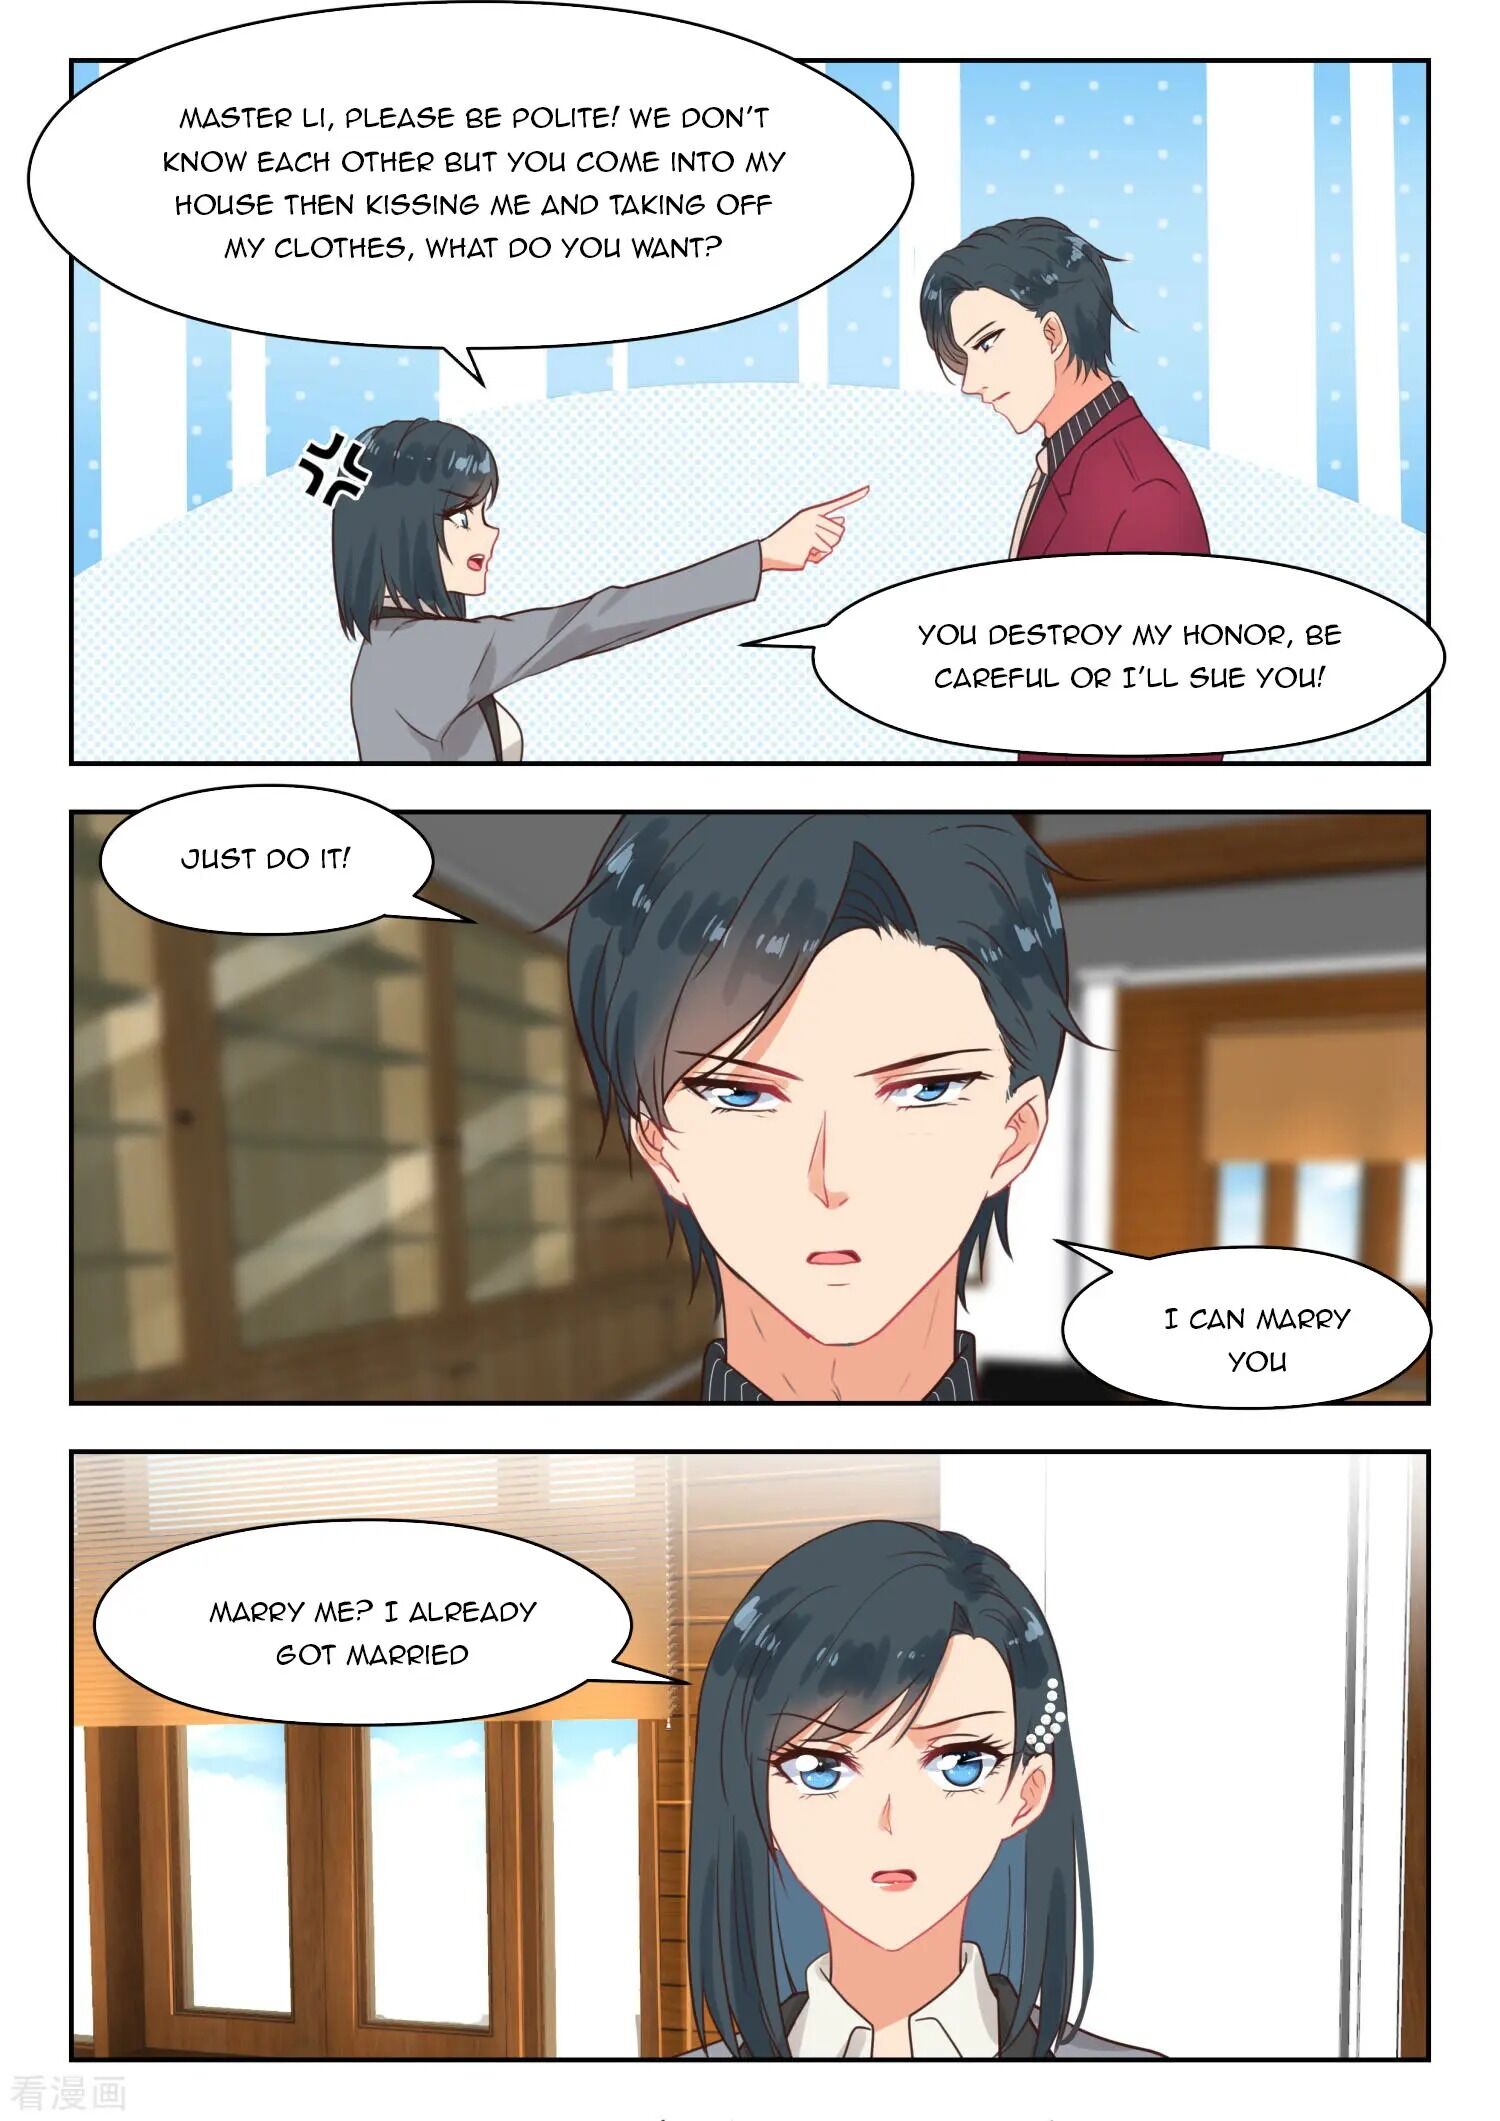 MASTER LI, PLEASE BE POLITE! WE DON'T
KNOW EACH OTHER BUT YOU COME INTO MY
HOUSE THEN KISSING ME AND TAKING OFF
MY CLOTHES, WHAT DO YOU WANT?
YOU DESTROY MY HONOR, BE
CAREFUL OR I'LL SUE YOU!
JUST DO IT!
I CAN MARRY
YOU
MARRY ME? I ALREADY
GOT MARRIED
看漫画